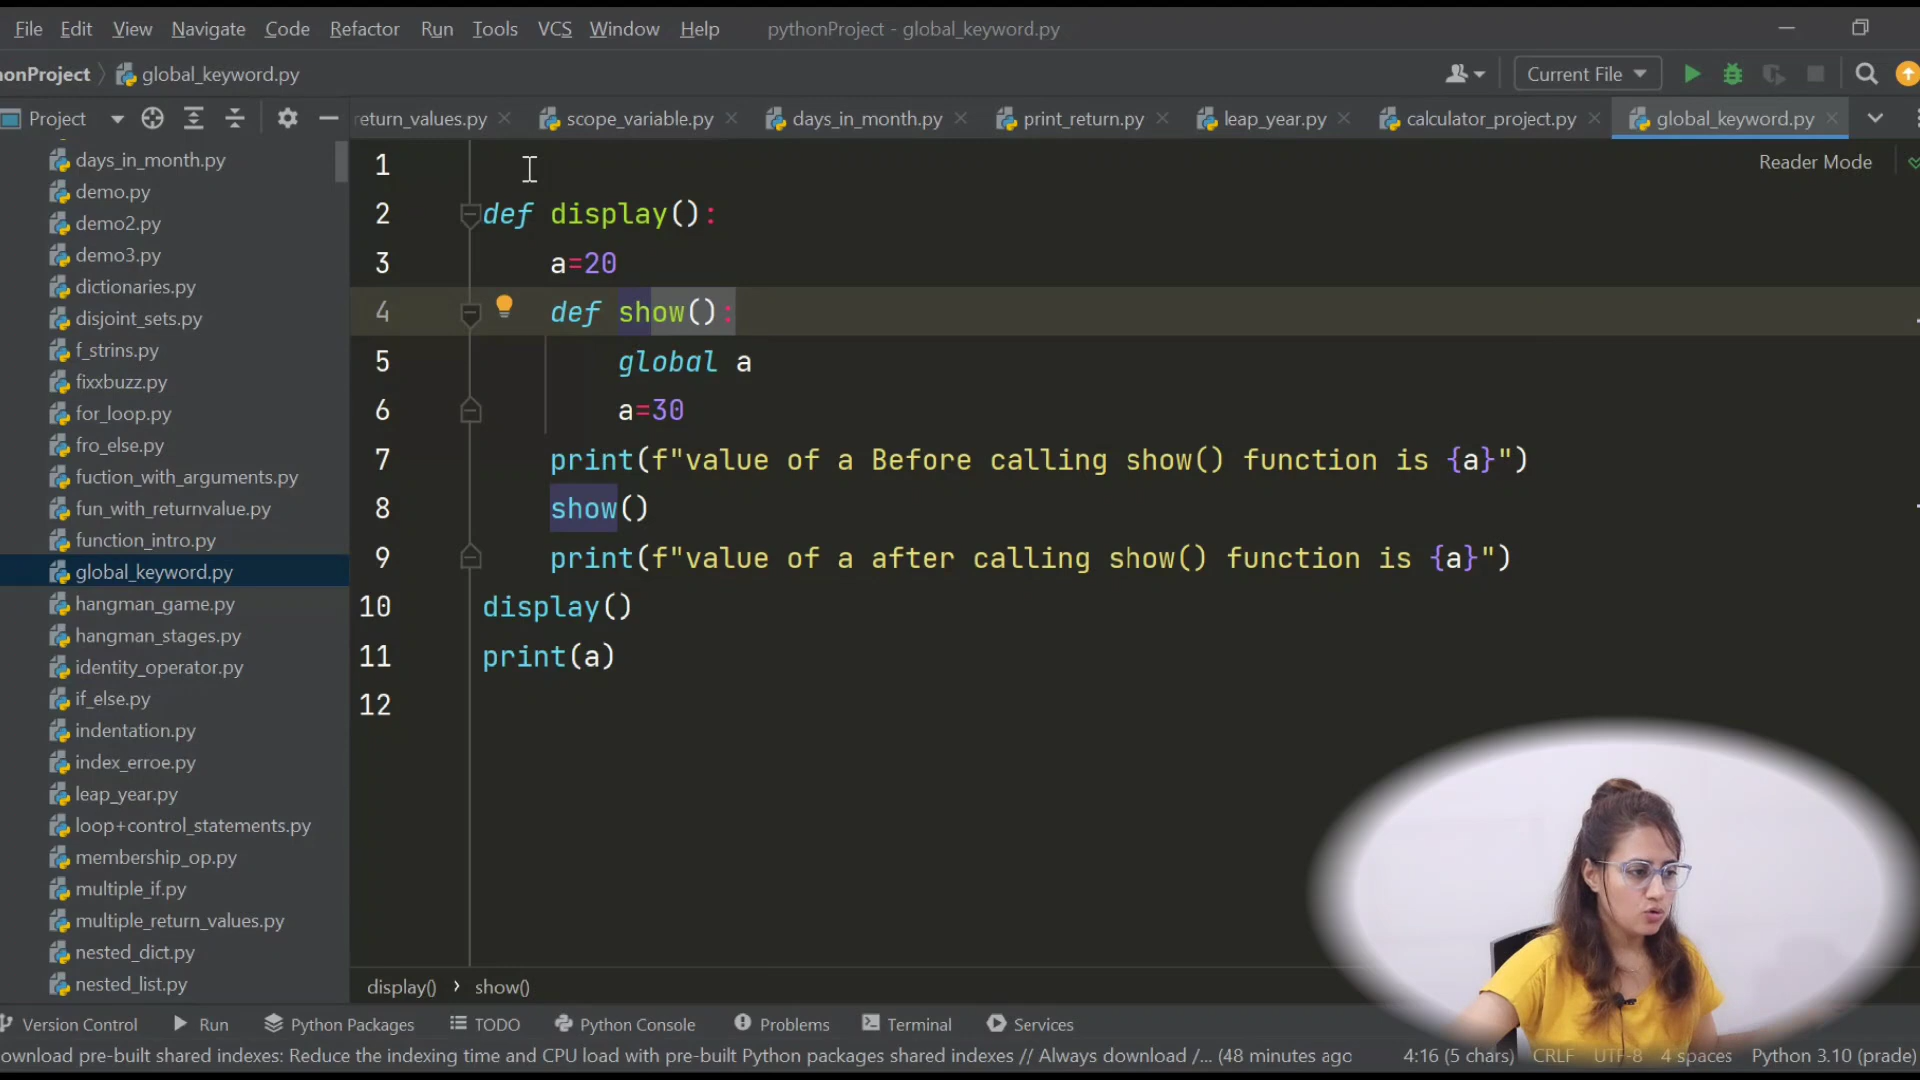 File Edit View Navigate Code Refactor Run Tools VCS Window Help pythonProject - global_keyword.py
honProject global_keyword.py Current File
Project return_values.py scope_variable.py days_in_month.py print_return.py leap_year.py calculator_project.py global_keyword.py
Reader Mode
days_in_month.py
demo.py
demo2.py
demo3.py
dictionaries.py
disjoint_sets.py
f_strins.py
fixxbuzz.py
for_loop.py
fro_else.py
fuction_with_arguments.py
fun_with_returnvalue.py
function_intro.py
global_keyword.py
hangman_game.py
hangman_stages.py
identity_operator.py
if_else.py
indentation.py
index_erroe.py
leap_year.py
loop+control_statements.py
membership_op.py
multiple_if.py
multiple_return_values.py
nested_dict.py
nested_list.py
1
2 def display():
3 a=20
4 def show():
5 global a
6 a=30
7 print(f"value of a Before calling show() function is {a}")
8 show()
9 print(f"value of a after calling show() function is {a}")
10 display()
11 print(a)
12
display() › show()
Version Control Run Python Packages TODO Python Console Problems Terminal Services
ownload pre-built shared indexes: Reduce the indexing time and CPU load with pre-built Python packages shared indexes // Always download /... (48 minutes ago 4:16 (5 chars) CRLF UTF-8 4 spaces Python 3.10 (prade)